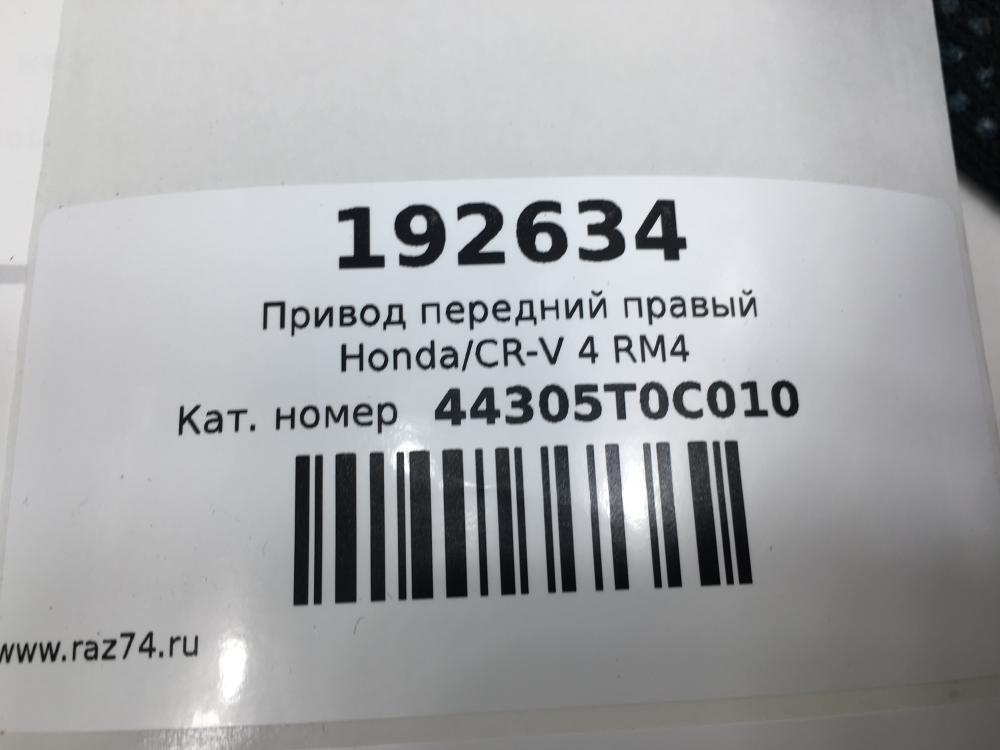 192634
Привод передний правый
Honda/CR-V 4 RM4
Кат. номер 44305T0C010
www.raz74.ru